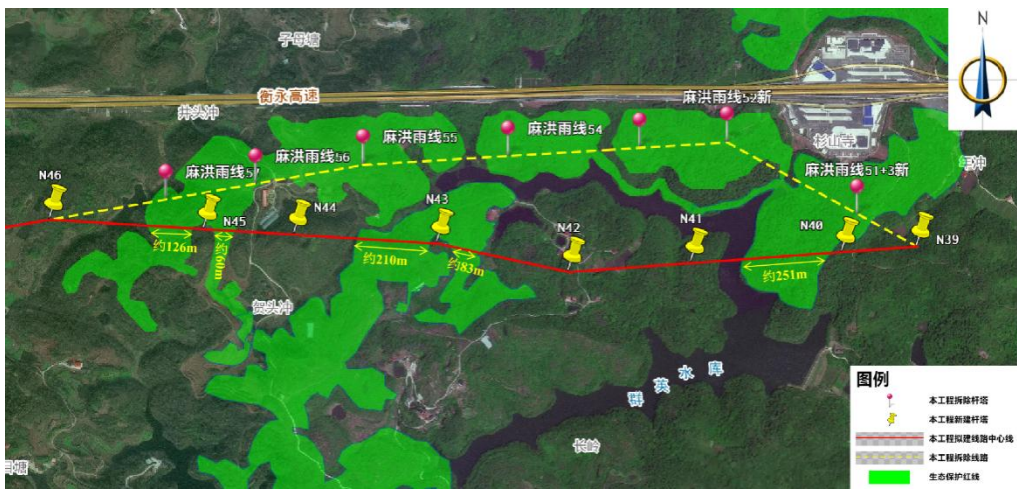 子母塘
N
衡永高速
井头冲
麻洪雨线52新
麻洪雨线55
麻洪雨线54
杉山寺
麻洪雨线56
麻洪雨线57
麻洪雨线51+3新
年冲
N46
N45
N44
N43
N42
N41
N40
N39
约126m
约60m
约210m
约83m
约251m
贺头冲
群英水库
长岭
目塘
图例
本工程拆除杆塔
本工程新建杆塔
本工程拟建线路中心线
本工程拆除线路
生态保护红线